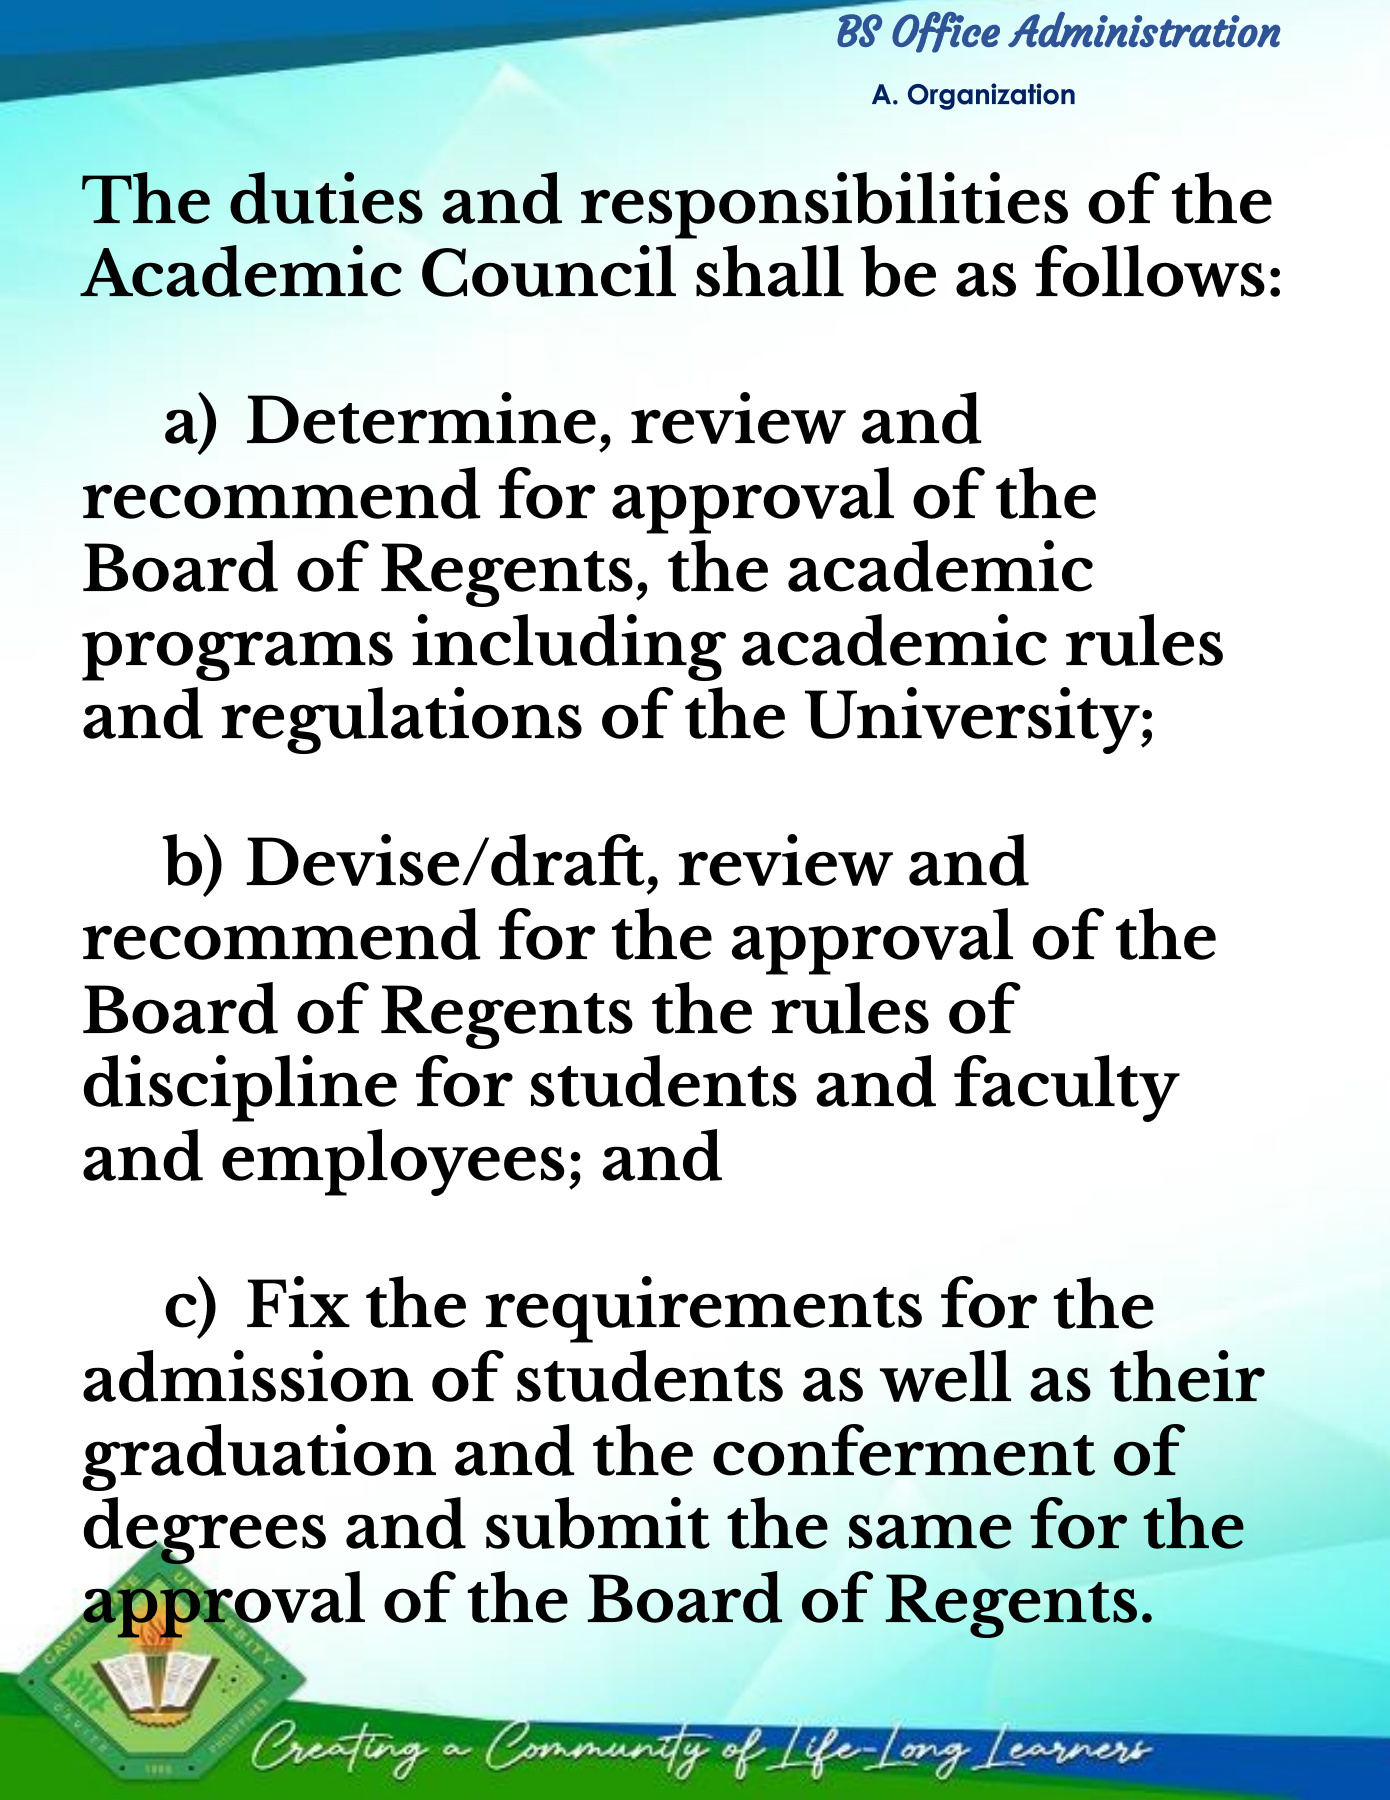 BS Office Administration
A. Organization
The duties and responsibilities of the
Academic Council shall be as follows:
a) Determine, review and
recommend for approval of the
Board of Regents, the academic
programs including academic rules
and regulations of the University;
b) Devise/draft, review and
recommend for the approval of the
Board of Regents the rules of
discipline for students and faculty
and employees; and
c) Fix the requirements for the
admission of students as well as their
graduation and the conferment of
degrees and submit the same for the
approval of the Board of Regents.
CAVITE
CAVITE PHILIPPINES
Creating a Community of Life-Long Learners